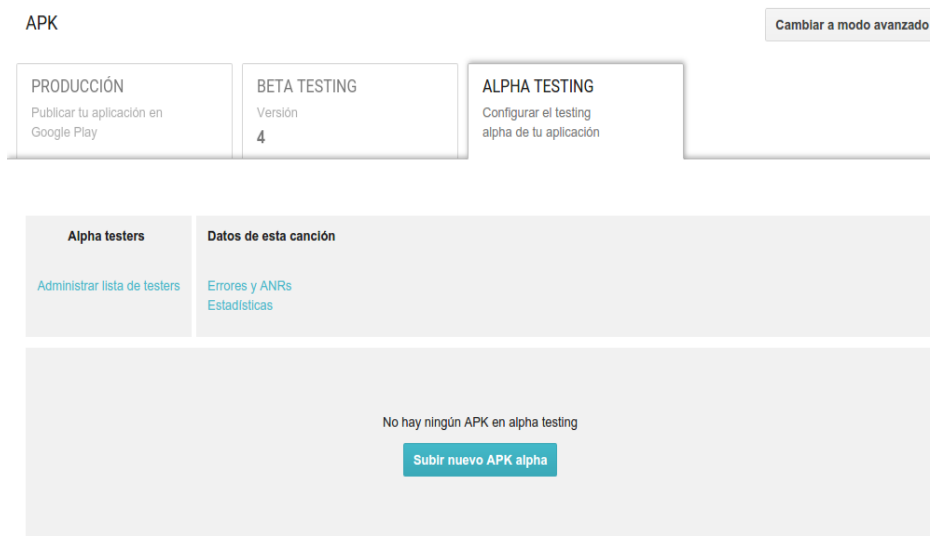 APK
Cambiar a modo avanzado
PRODUCCIÓN
Publicar tu aplicación en
Google Play
BETA TESTING
Versión
4
ALPHA TESTING
Configurar el testing
alpha de tu aplicación
Alpha testers
Administrar lista de testers
Datos de esta canción
Errores y ANRs
Estadísticas
No hay ningún APK en alpha testing
Subir nuevo APK alpha